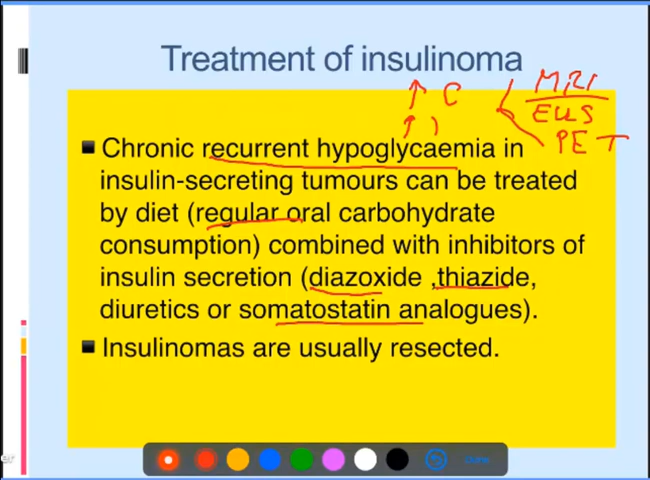 Treatment of insulinoma
↑ C
MRI
EUS
PET
■ Chronic recurrent hypoglycaemia in
insulin-secreting tumours can be treated
by diet (regular oral carbohydrate
consumption) combined with inhibitors of
insulin secretion (diazoxide ,thiazide,
diuretics or somatostatin analogues).
■ Insulinomas are usually resected.